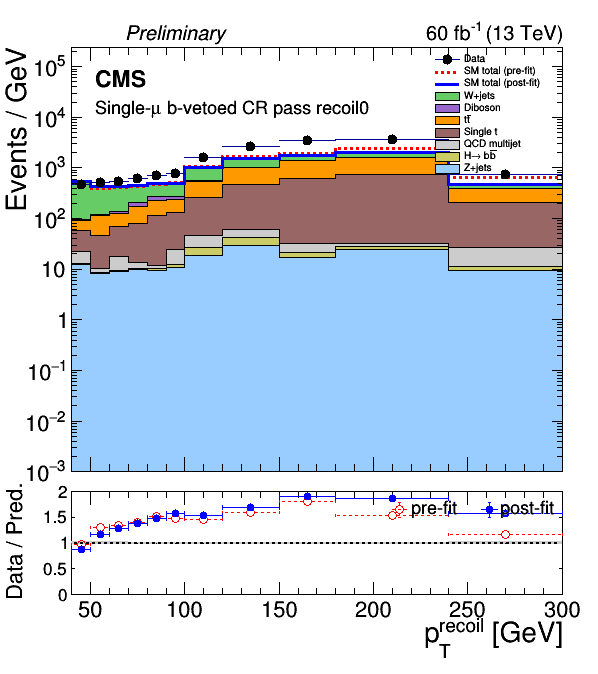 Preliminary
60 fb⁻¹ (13 TeV)
Events / GeV
10⁵
10⁴
10³
10²
10
1
10⁻¹
10⁻²
10⁻³
CMS
Single-μ b-vetoed CR pass recoil0
Data
SM total (pre-fit)
SM total (post-fit)
W+jets
Diboson
tt̅
Single t
QCD multijet
H→ bb̅
Z+jets
Data / Pred.
2
1.5
1
0.5
0
pre-fit
post-fit
50 100 150 200 250 300
p_T^recoil [GeV]